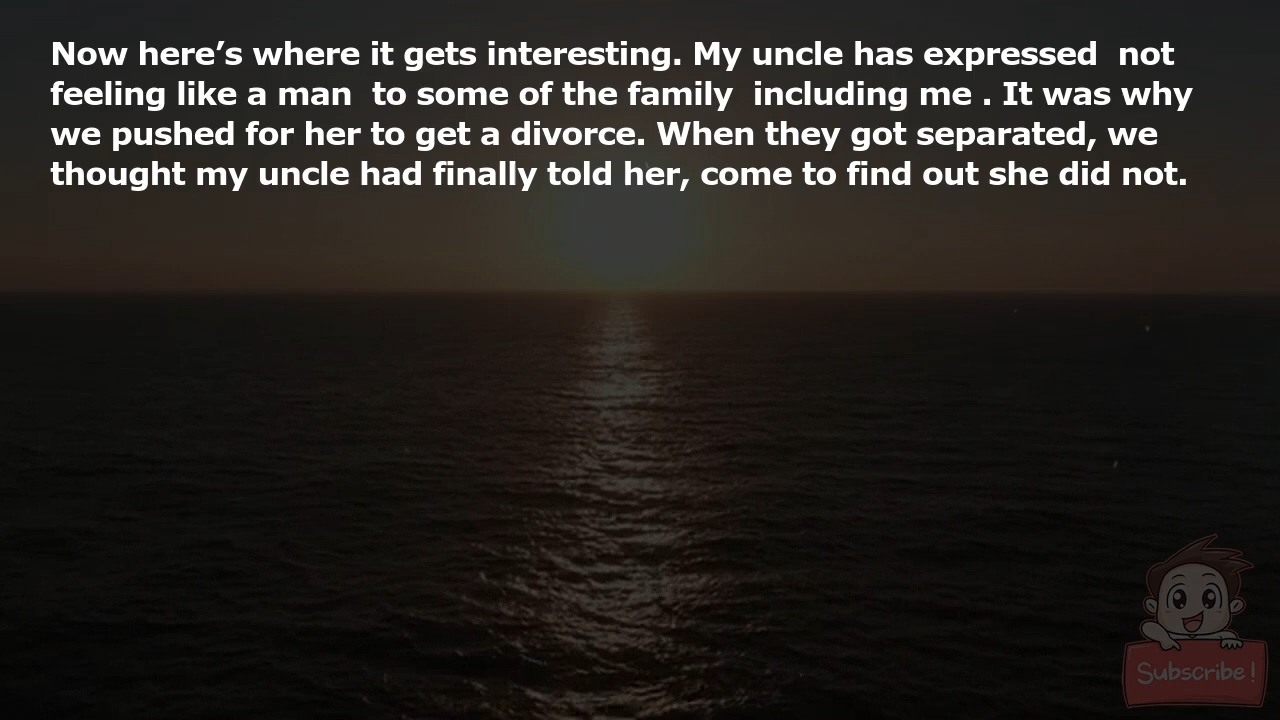 Now here’s where it gets interesting. My uncle has expressed  not
feeling like a man  to some of the family  including me . It was why
we pushed for her to get a divorce. When they got separated, we
thought my uncle had finally told her, come to find out she did not.
Subscribe !